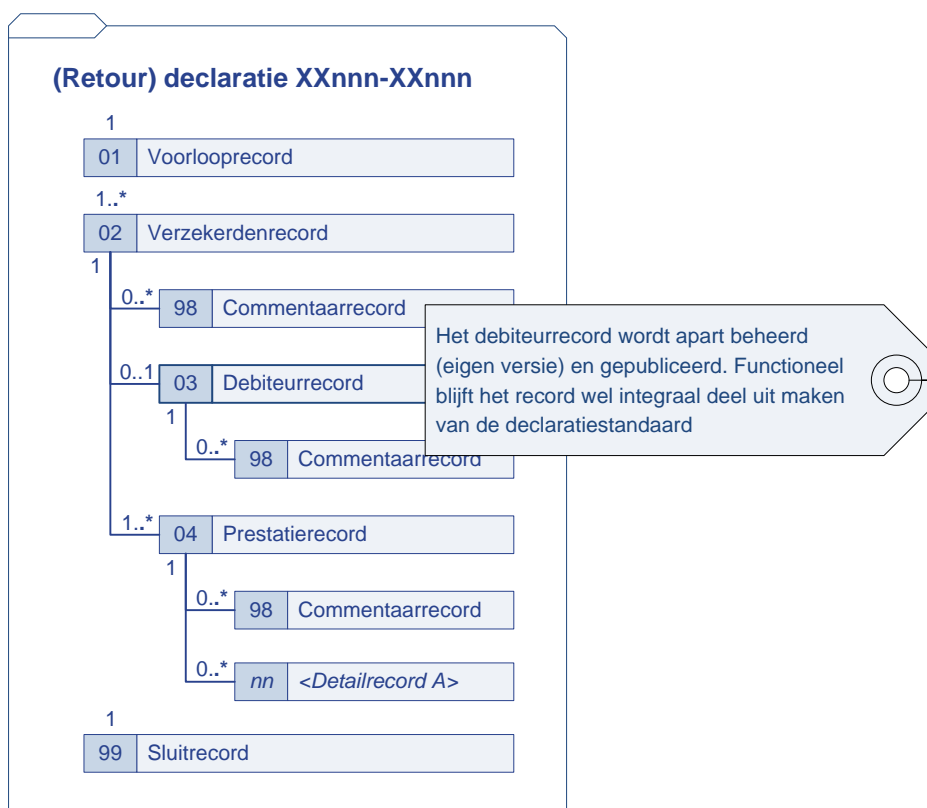 (Retour) declaratie XXnnn-XXnnn
1
01 Voorlooprecord
1..*
02 Verzekerdenrecord
1
0..* 98 Commentaarrecord
Het debiteurrecord wordt apart beheerd
(eigen versie) en gepubliceerd. Functioneel
blijft het record wel integraal deel uit maken
van de declaratiestandaard
0..1 03 Debiteurrecord
1
0..* 98 Commentaarrecord
1..* 04 Prestatierecord
1
0..* 98 Commentaarrecord
0..* nn <Detailrecord A>
1
99 Sluitrecord